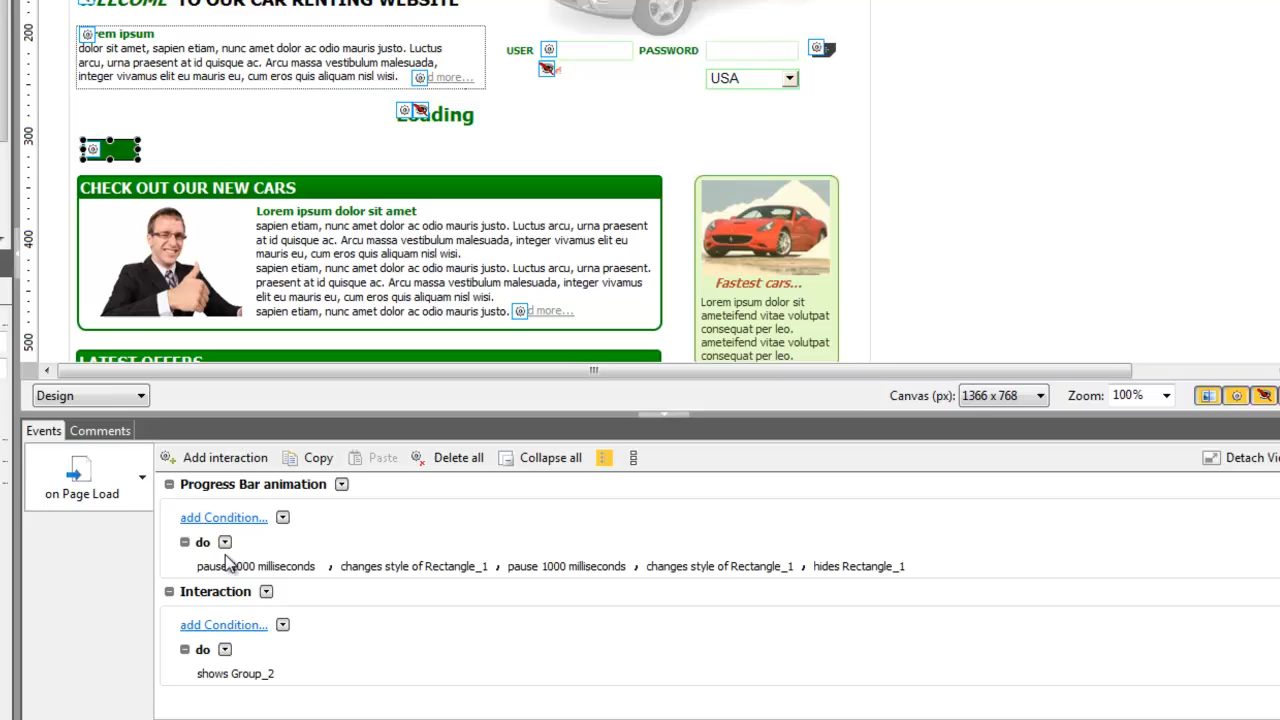 TO OUR CAR RENTING WEBSITE
rem ipsum
dolor sit amet, sapien etiam, nunc amet dolor ac odio mauris justo. Luctus
arcu, urna praesent at id quisque ac. Arcu massa vestibulum malesuada,
integer vivamus elit eu mauris eu, cum eros quis aliquam nisl wisi.
d more...
USER
PASSWORD
USA
Loading
CHECK OUT OUR NEW CARS
Lorem ipsum dolor sit amet
sapien etiam, nunc amet dolor ac odio mauris justo. Luctus arcu, urna praesent
at id quisque ac. Arcu massa vestibulum malesuada, integer vivamus elit eu
mauris eu, cum eros quis aliquam nisl wisi.
sapien etiam, nunc amet dolor ac odio mauris justo. Luctus arcu, urna praesent.
praesent at id quisque ac. Arcu massa vestibulum malesuada, integer vivamus
elit eu mauris eu, cum eros quis aliquam nisl wisi.
sapien etiam, nunc amet dolor ac odio mauris justo.
d more...
Fastest cars...
Lorem ipsum dolor sit
ameteifend vitae volutpat
consequat per leo.
ameteifend vitae volutpat
consequat per leo.
LATEST OFFERS
200
300
400
500
Design
Canvas (px):
1366 x 768
Zoom:
100%
Events
Comments
on Page Load
Add interaction
Copy
Paste
Delete all
Collapse all
Detach Vi
Progress Bar animation
add Condition...
do
pause 1000 milliseconds , changes style of Rectangle_1 , pause 1000 milliseconds , changes style of Rectangle_1 , hides Rectangle_1
Interaction
add Condition...
do
shows Group_2